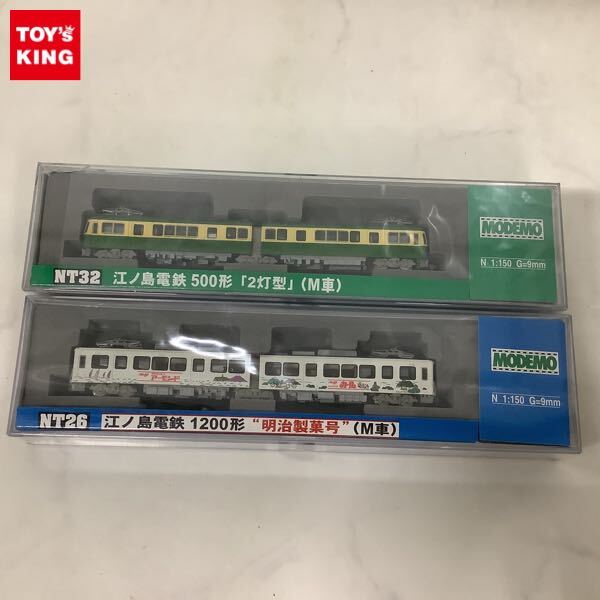 TOY's
KING
MODEMO
N 1:150 G=9mm
NT32 江ノ島電鉄 500形「2灯型」(M車)
MODEMO
N 1:150 G=9mm
NT26 江ノ島電鉄 1200形 "明治製菓号" (M車)